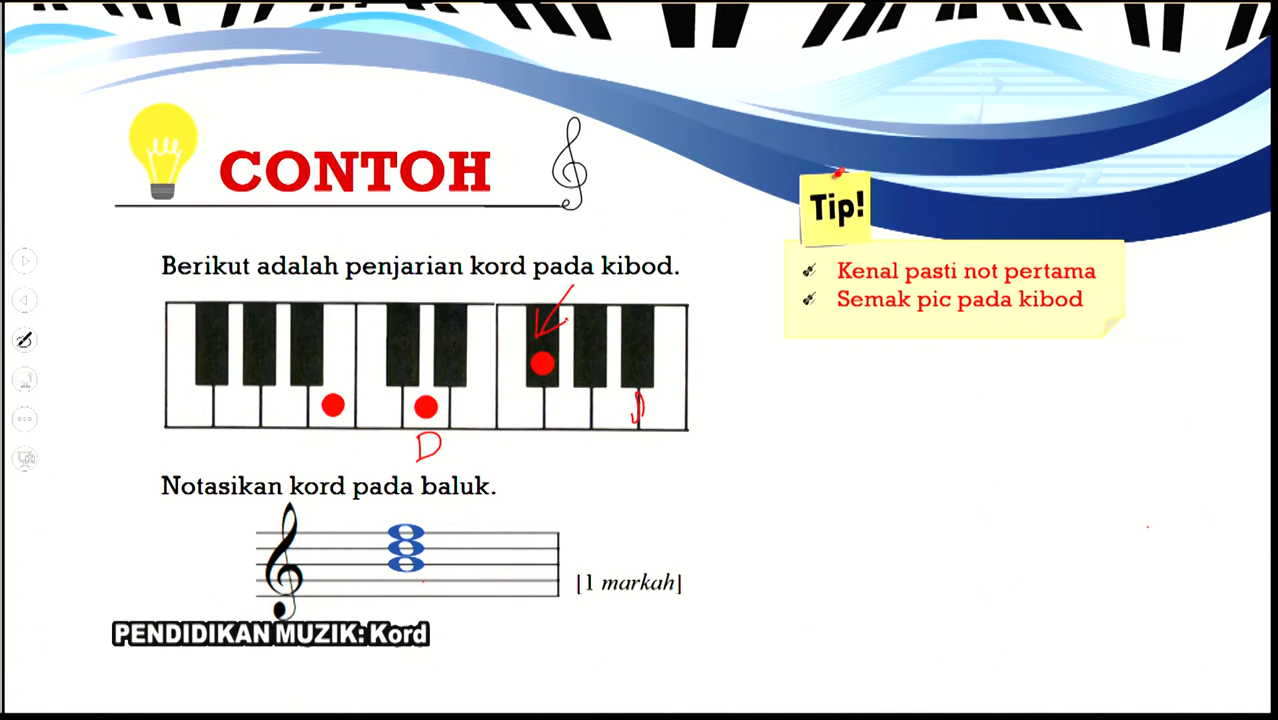 CONTOH
Tip!
Kenal pasti not pertama
Semak pic pada kibod
Berikut adalah penjarian kord pada kibod.
D
Notasikan kord pada baluk.
[1 markah]
PENDIDIKAN MUZIK: Kord